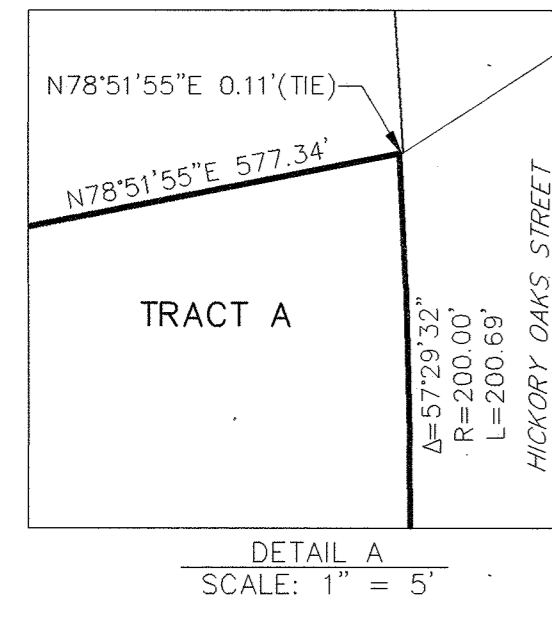 N78°51'55"E 0.11'(TIE)
N78°51'55"E 577.34'
TRACT A
Δ=57°29'32"
R=200.00'
L=200.69'
HICKORY OAKS STREET
DETAIL A
SCALE: 1" = 5'